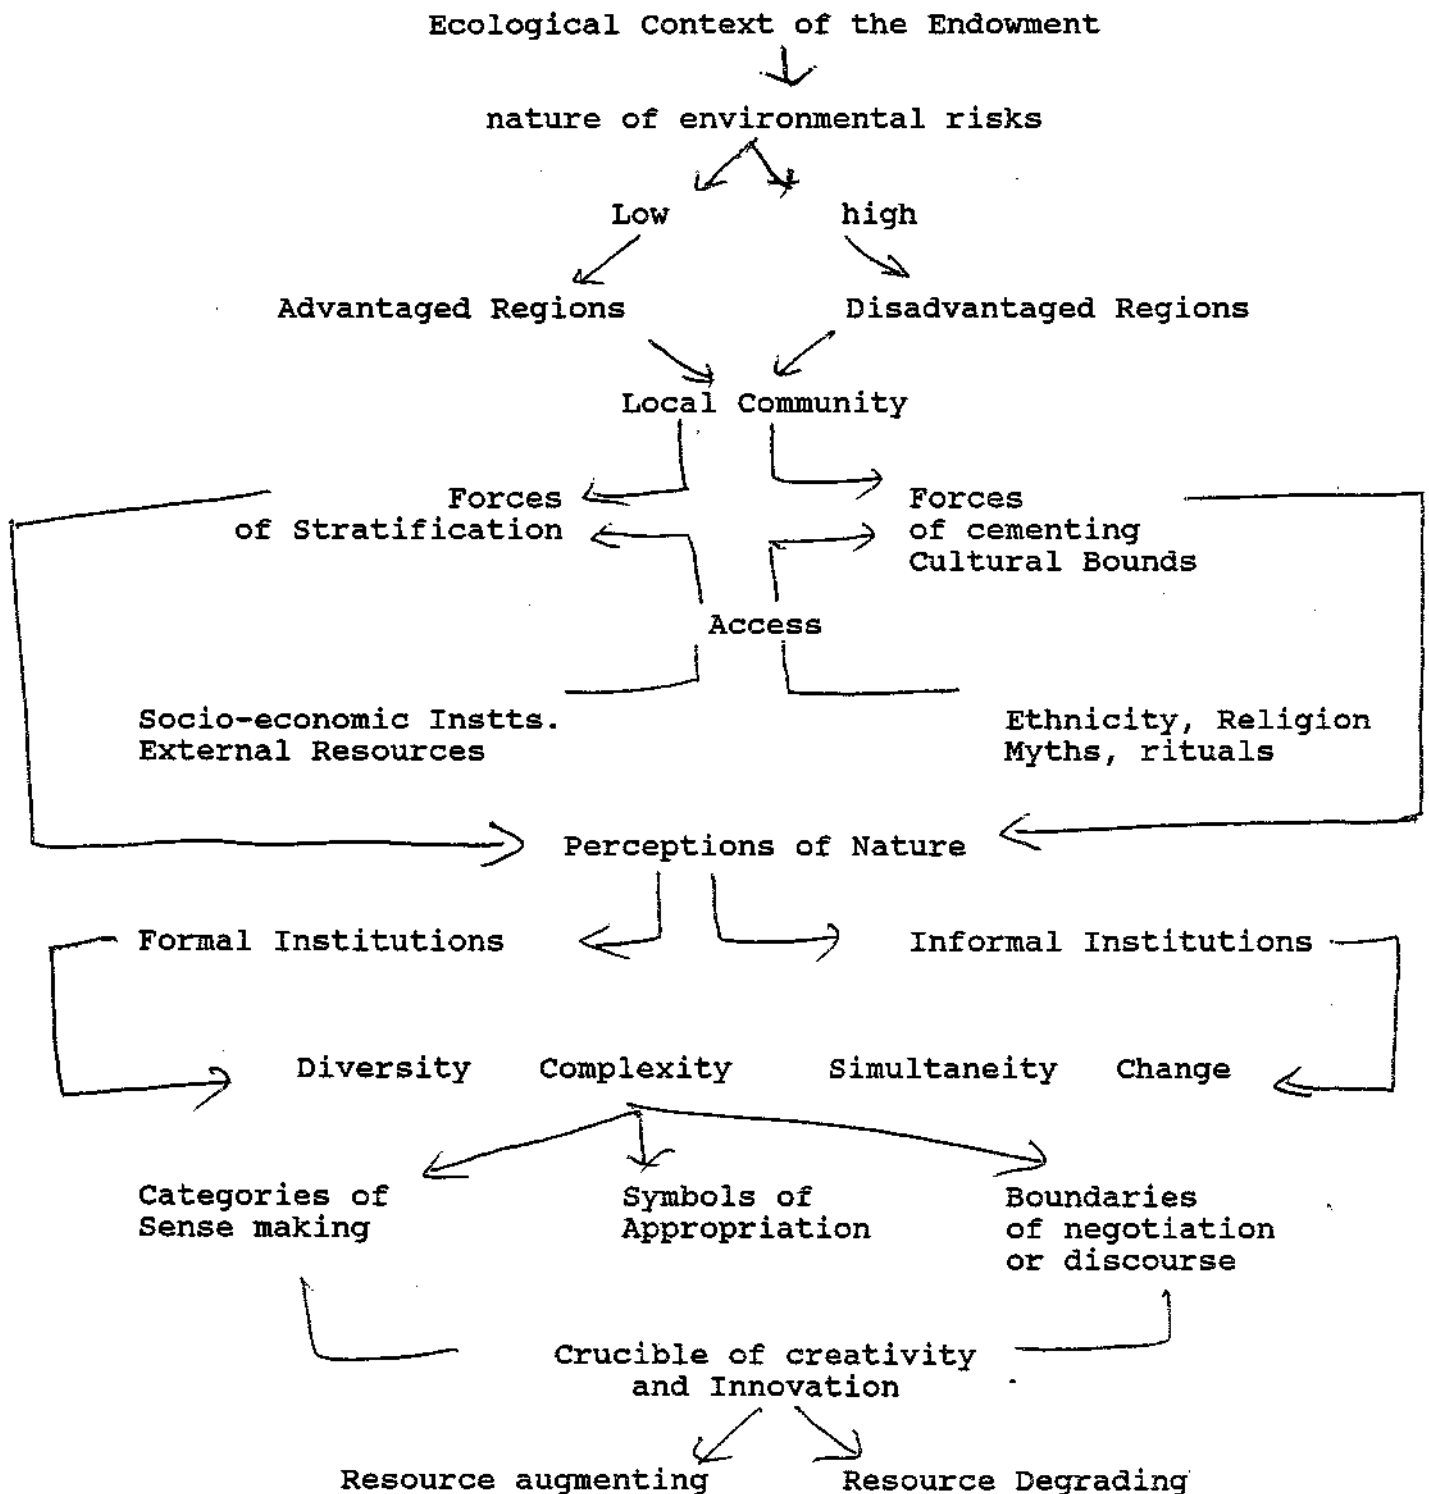 Ecological Context of the Endowment
nature of environmental risks
Low high
Advantaged Regions Disadvantaged Regions
Local Community
Forces
of Stratification
Forces
of cementing
Cultural Bounds
Access
Socio-economic Instts.
External Resources
Ethnicity, Religion
Myths, rituals
Perceptions of Nature
Formal Institutions Informal Institutions
Diversity Complexity Simultaneity Change
Categories of
Sense making
Symbols of
Appropriation
Boundaries
of negotiation
or discourse
Crucible of creativity
and Innovation
Resource augmenting Resource Degrading